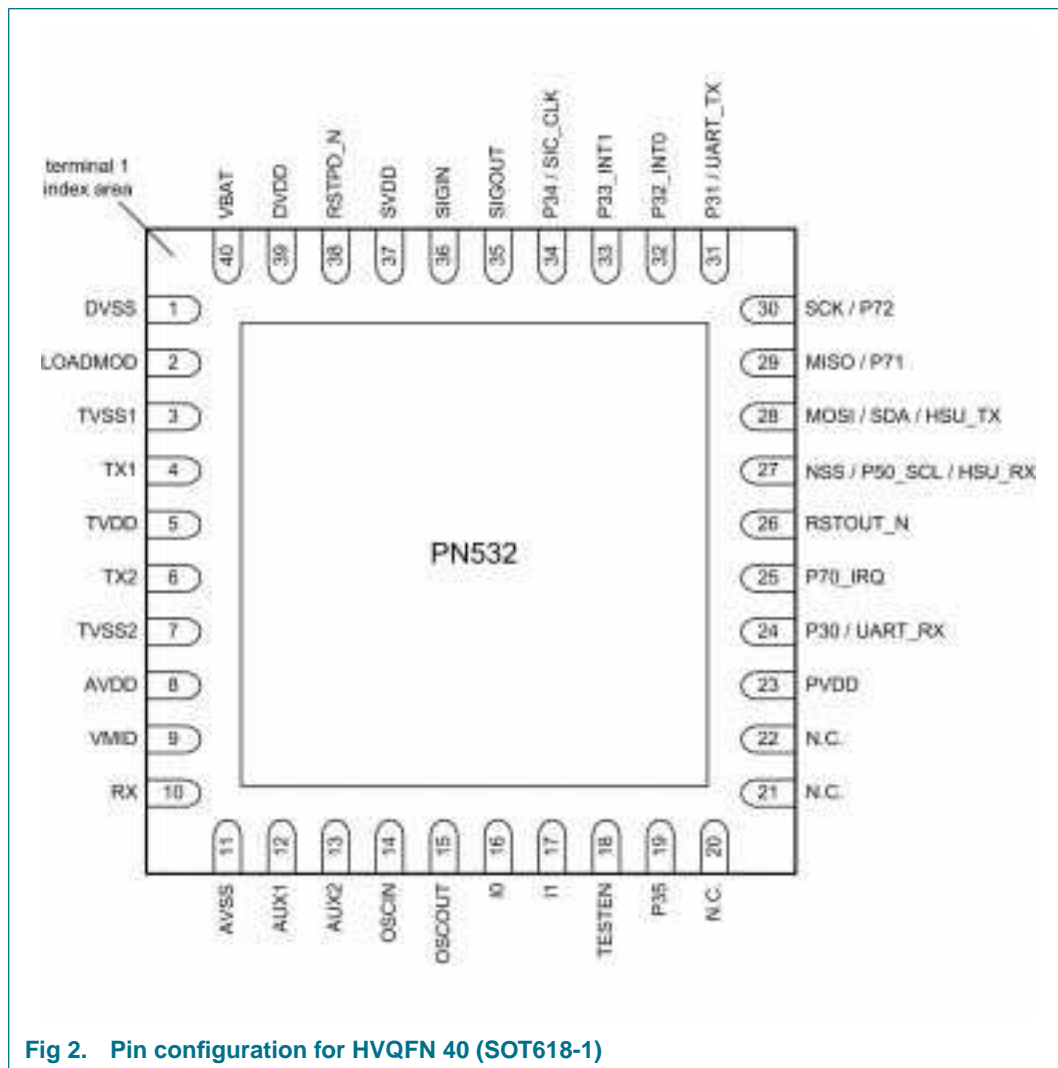 P31 / UART_TX
P32_INT0
P33_INT1
P34 / SIC_CLK
SIGOUT
SIGIN
SVDD
RSTPD_N
DVDD
VBAT
terminal 1
index area
40 39 38 37 36 35 34 33 32 31
DVSS 1 30 SCK / P72
LOADMOD 2 29 MISO / P71
TVSS1 3 28 MOSI / SDA / HSU_TX
TX1 4 27 NSS / P50_SCL / HSU_RX
TVDD 5 26 RSTOUT_N
PN532
TX2 6 25 P70_IRQ
TVSS2 7 24 P30 / UART_RX
AVDD 8 23 PVDD
VMID 9 22 N.C.
RX 10 21 N.C.
11 12 13 14 15 16 17 18 19 20
AVSS
AUX1
AUX2
OSCIN
OSCOUT
I0
I1
TESTEN
P35
N.C.
Fig 2. Pin configuration for HVQFN 40 (SOT618-1)